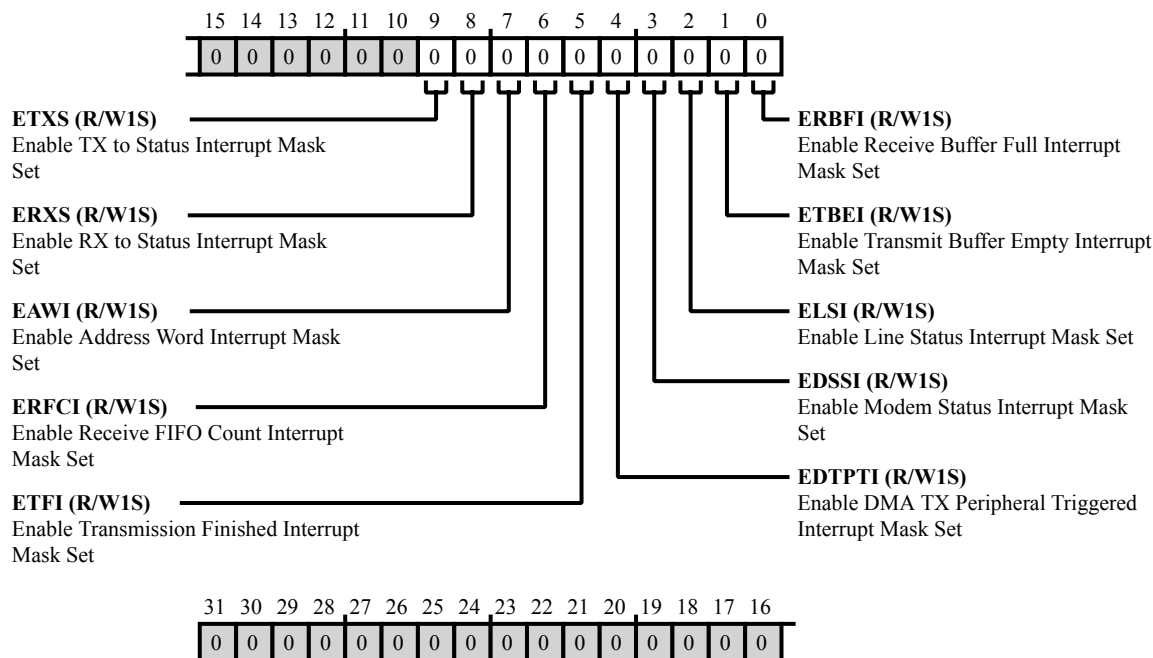 15 14 13 12 11 10 9 8 7 6 5 4 3 2 1 0
0 0 0 0 0 0 0 0 0 0 0 0 0 0 0 0
ETXS (R/W1S)
Enable TX to Status Interrupt Mask
Set
ERXS (R/W1S)
Enable RX to Status Interrupt Mask
Set
EAWI (R/W1S)
Enable Address Word Interrupt Mask
Set
ERFCI (R/W1S)
Enable Receive FIFO Count Interrupt
Mask Set
ETFI (R/W1S)
Enable Transmission Finished Interrupt
Mask Set
ERBFI (R/W1S)
Enable Receive Buffer Full Interrupt
Mask Set
ETBEI (R/W1S)
Enable Transmit Buffer Empty Interrupt
Mask Set
ELSI (R/W1S)
Enable Line Status Interrupt Mask Set
EDSSI (R/W1S)
Enable Modem Status Interrupt Mask
Set
EDTPTI (R/W1S)
Enable DMA TX Peripheral Triggered
Interrupt Mask Set
31 30 29 28 27 26 25 24 23 22 21 20 19 18 17 16
0 0 0 0 0 0 0 0 0 0 0 0 0 0 0 0